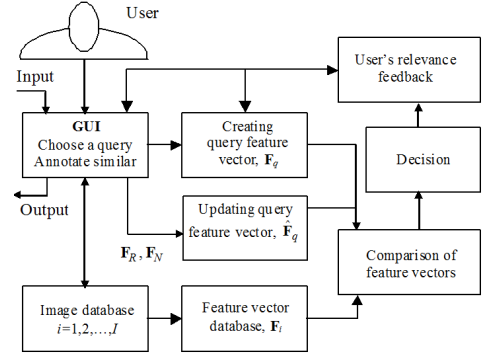 User
Input
GUI
Choose a query
Annotate similar
Output
Creating
query feature
vector, F_q
User's relevance
feedback
Decision
Updating query
feature vector, F̂_q
F_R , F_N
Comparison of
feature vectors
Image database
i=1,2,…,I
Feature vector
database, F_i